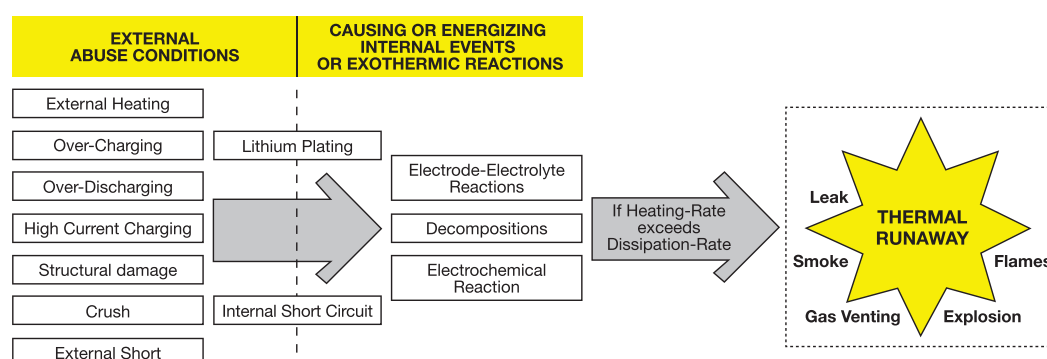 EXTERNAL
ABUSE CONDITIONS
CAUSING OR ENERGIZING
INTERNAL EVENTS
OR EXOTHERMIC REACTIONS
External Heating
Over-Charging
Over-Discharging
High Current Charging
Structural damage
Crush
External Short
Lithium Plating
Internal Short Circuit
Electrode-Electrolyte
Reactions
Decompositions
Electrochemical
Reaction
If Heating-Rate
exceeds
Dissipation-Rate
THERMAL
RUNAWAY
Leak
Smoke
Gas Venting
Explosion
Flames